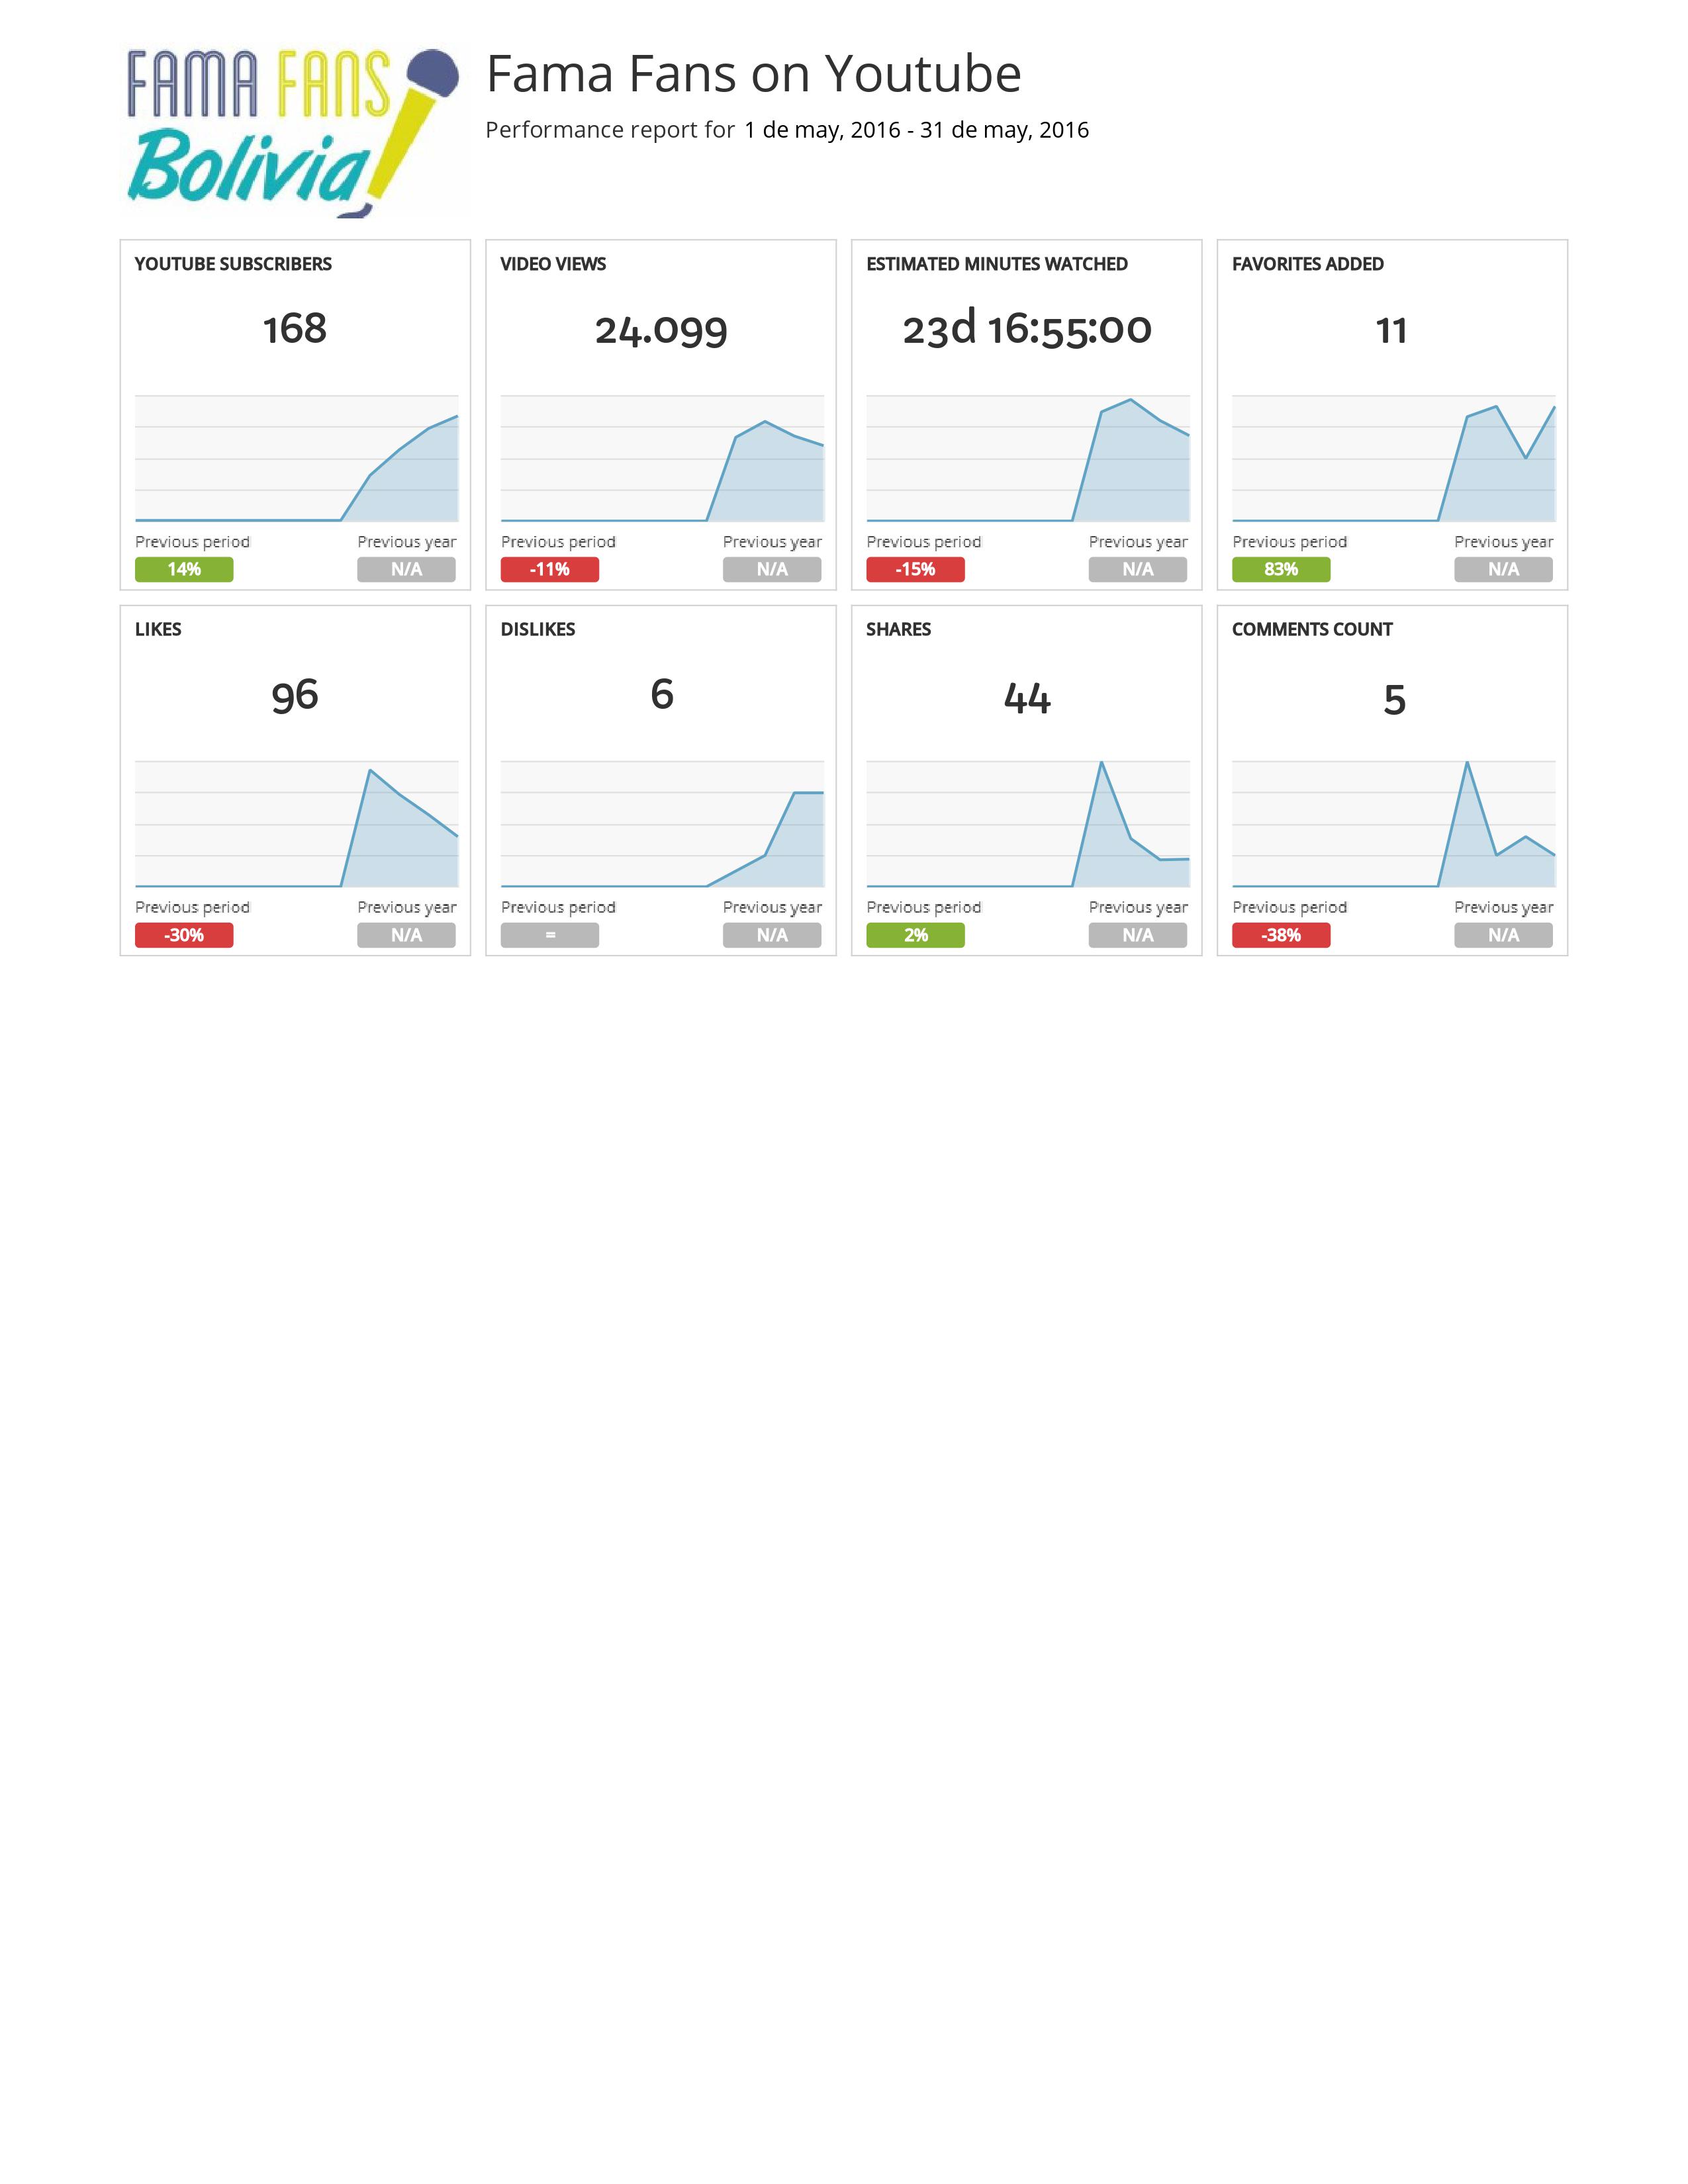 FAMA FANS
Bolivia
Fama Fans on Youtube
Performance report for 1 de may, 2016 - 31 de may, 2016
YOUTUBE SUBSCRIBERS
168
Previous period Previous year
14% N/A
VIDEO VIEWS
24.099
Previous period Previous year
-11% N/A
ESTIMATED MINUTES WATCHED
23d 16:55:00
Previous period Previous year
-15% N/A
FAVORITES ADDED
11
Previous period Previous year
83% N/A
LIKES
96
Previous period Previous year
-30% N/A
DISLIKES
6
Previous period Previous year
= N/A
SHARES
44
Previous period Previous year
2% N/A
COMMENTS COUNT
5
Previous period Previous year
-38% N/A